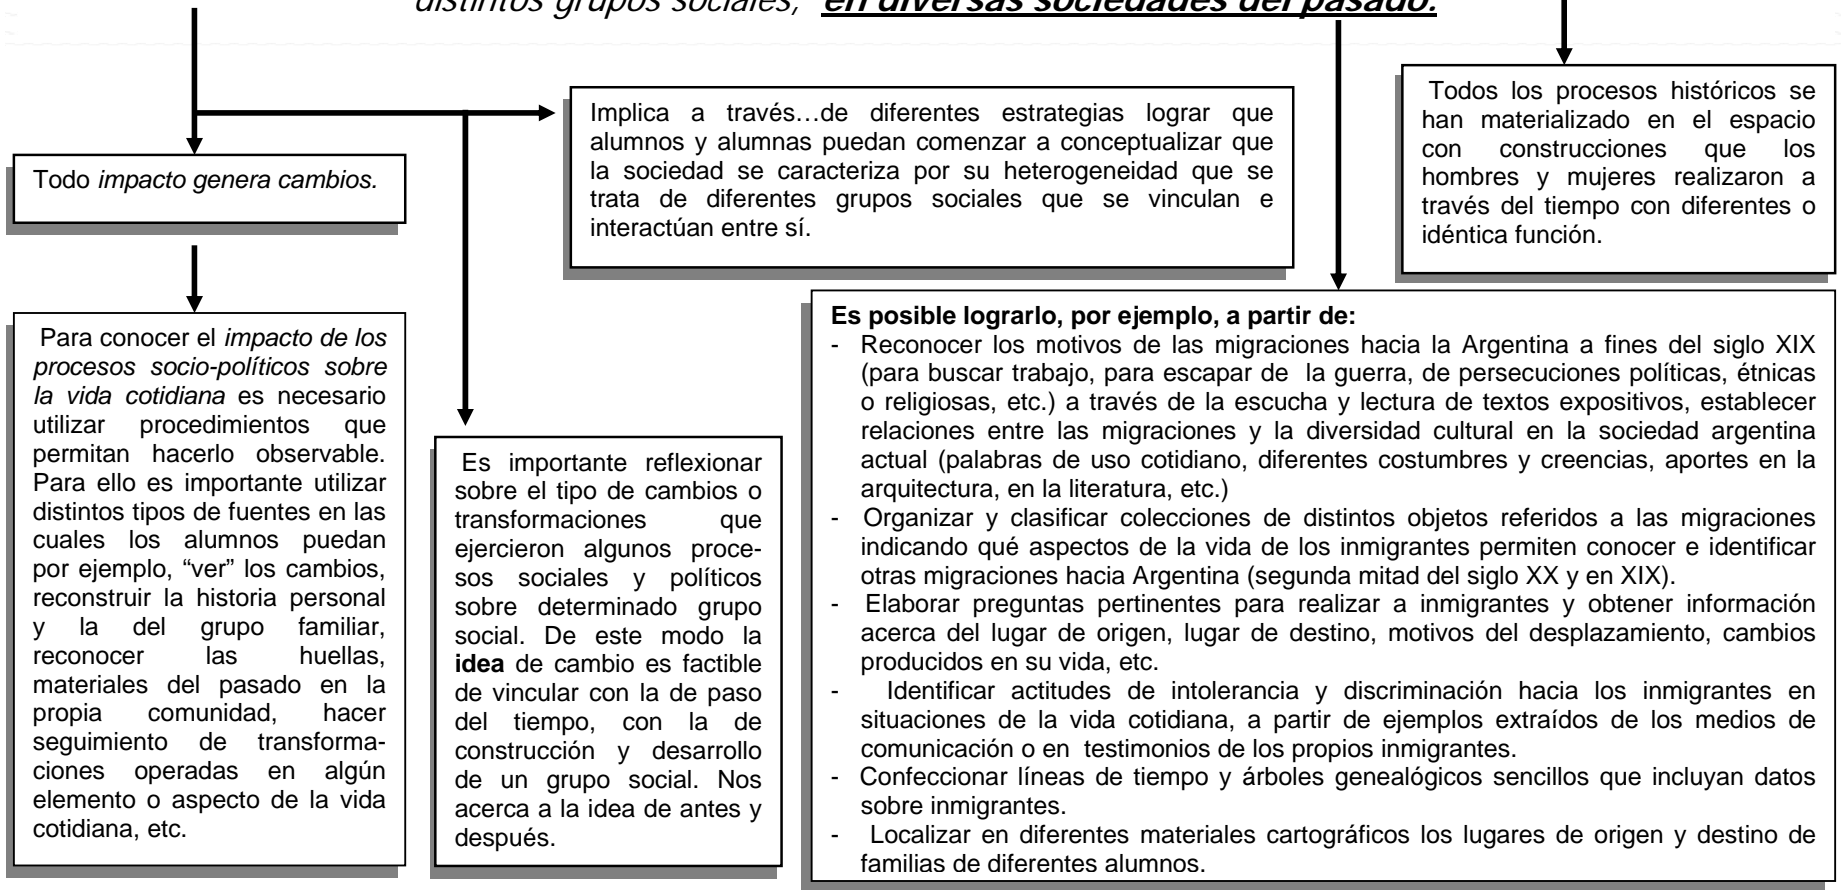 distintos grupos sociales, en diversas sociedades del pasado.
Todo impacto genera cambios.
Implica a través…de diferentes estrategias lograr que
alumnos y alumnas puedan comenzar a conceptualizar que
la sociedad se caracteriza por su heterogeneidad que se
trata de diferentes grupos sociales que se vinculan e
interactúan entre sí.
Todos los procesos históricos se
han materializado en el espacio
con construcciones que los
hombres y mujeres realizaron a
través del tiempo con diferentes o
idéntica función.
Para conocer el impacto de los
procesos socio-políticos sobre
la vida cotidiana es necesario
utilizar procedimientos que
permitan hacerlo observable.
Para ello es importante utilizar
distintos tipos de fuentes en las
cuales los alumnos puedan
por ejemplo, “ver” los cambios,
reconstruir la historia personal
y la del grupo familiar,
reconocer las huellas,
materiales del pasado en la
propia comunidad, hacer
seguimiento de transforma-
ciones operadas en algún
elemento o aspecto de la vida
cotidiana, etc.
Es importante reflexionar
sobre el tipo de cambios o
transformaciones que
ejercieron algunos proce-
sos sociales y políticos
sobre determinado grupo
social. De este modo la
idea de cambio es factible
de vincular con la de paso
del tiempo, con la de
construcción y desarrollo
de un grupo social. Nos
acerca a la idea de antes y
después.
Es posible lograrlo, por ejemplo, a partir de:
- Reconocer los motivos de las migraciones hacia la Argentina a fines del siglo XIX
(para buscar trabajo, para escapar de la guerra, de persecuciones políticas, étnicas
o religiosas, etc.) a través de la escucha y lectura de textos expositivos, establecer
relaciones entre las migraciones y la diversidad cultural en la sociedad argentina
actual (palabras de uso cotidiano, diferentes costumbres y creencias, aportes en la
arquitectura, en la literatura, etc.)
- Organizar y clasificar colecciones de distintos objetos referidos a las migraciones
indicando qué aspectos de la vida de los inmigrantes permiten conocer e identificar
otras migraciones hacia Argentina (segunda mitad del siglo XX y en XIX).
- Elaborar preguntas pertinentes para realizar a inmigrantes y obtener información
acerca del lugar de origen, lugar de destino, motivos del desplazamiento, cambios
producidos en su vida, etc.
- Identificar actitudes de intolerancia y discriminación hacia los inmigrantes en
situaciones de la vida cotidiana, a partir de ejemplos extraídos de los medios de
comunicación o en testimonios de los propios inmigrantes.
- Confeccionar líneas de tiempo y árboles genealógicos sencillos que incluyan datos
sobre inmigrantes.
- Localizar en diferentes materiales cartográficos los lugares de origen y destino de
familias de diferentes alumnos.